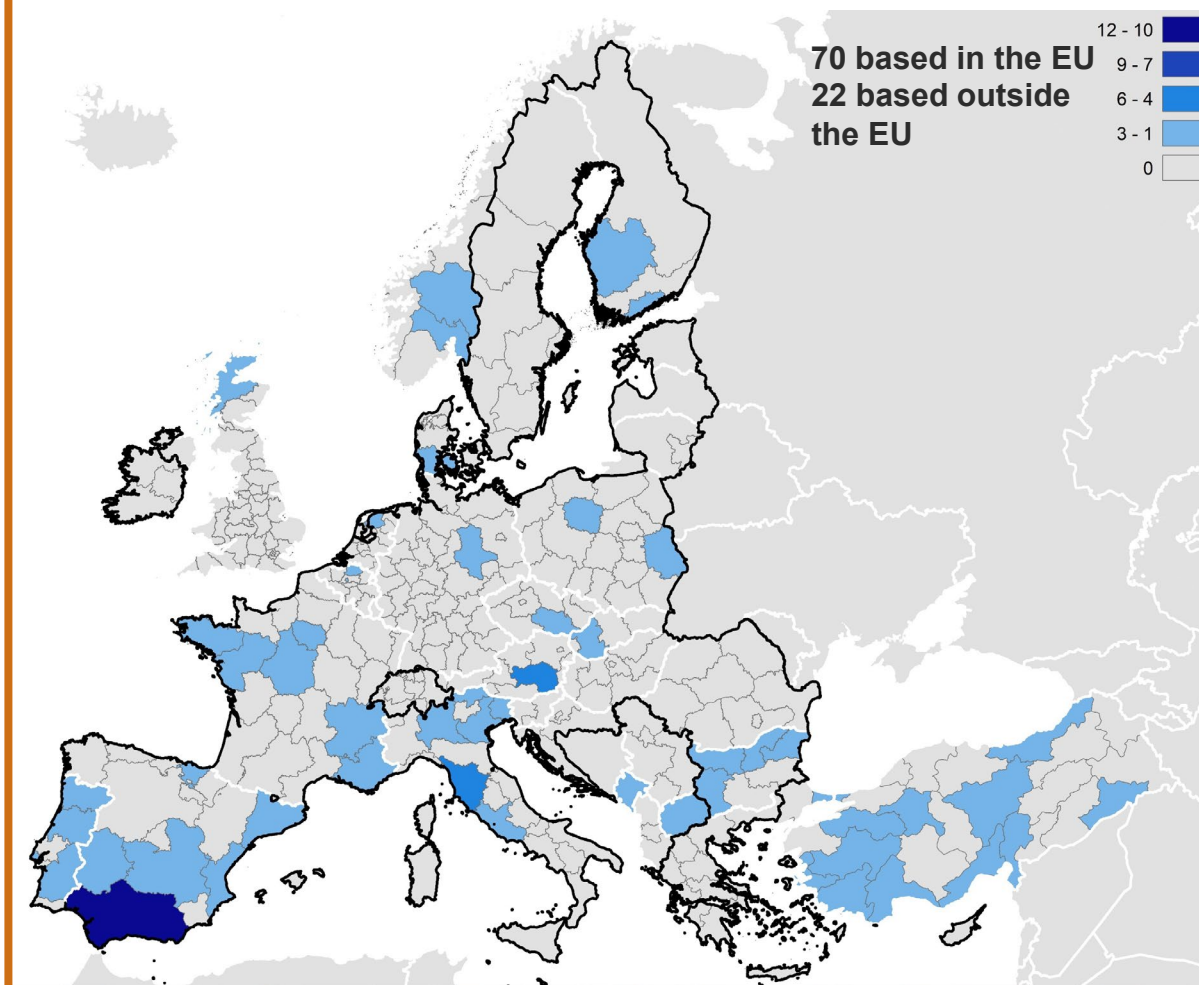 70 based in the EU
22 based outside
the EU
12 - 10
9 - 7
6 - 4
3 - 1
0